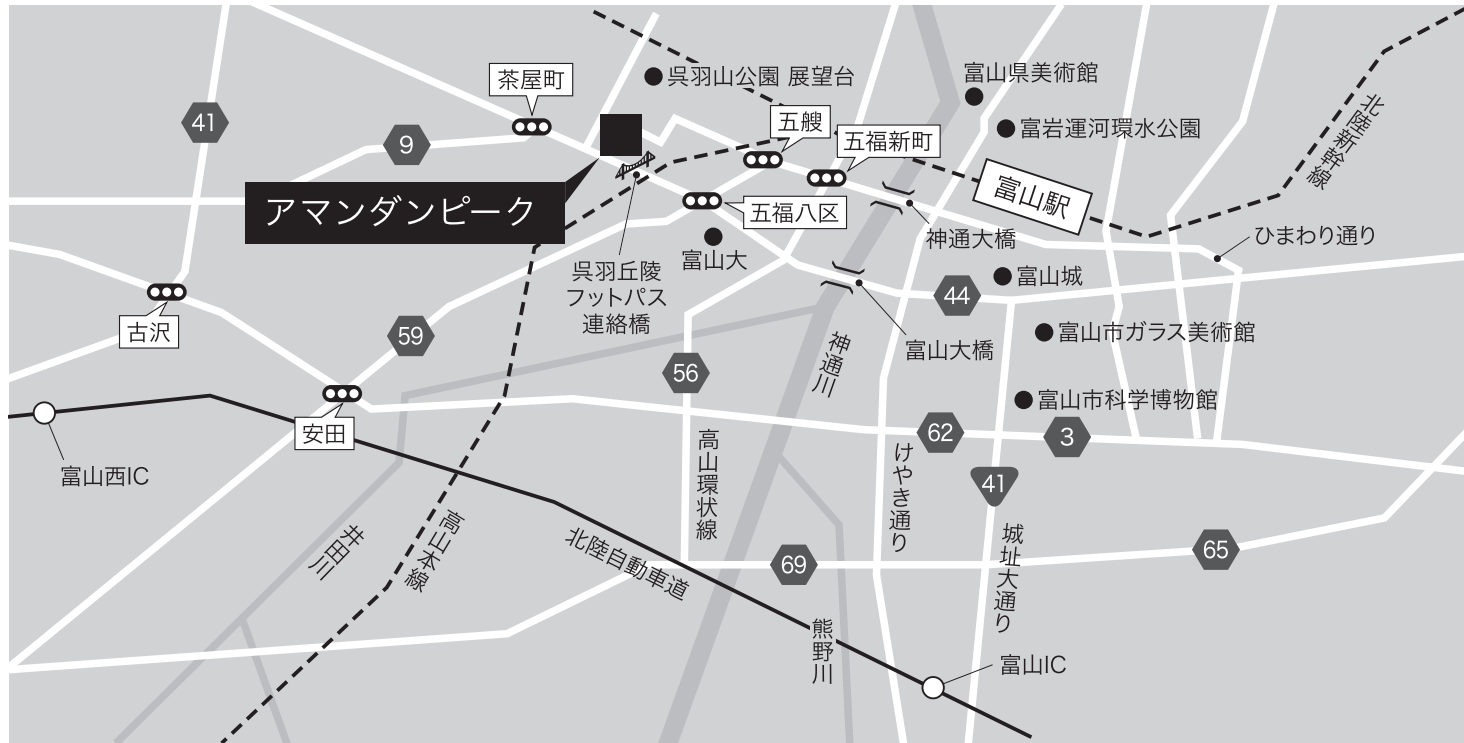 茶屋町
呉羽山公園 展望台
富山県美術館
41
9
五艘
五福新町
富岩運河環水公園
北陸新幹線
アマンダンピーク
五福八区
富山駅
神通大橋
ひまわり通り
富山大
呉羽丘陵
フットパス
連絡橋
44
富山城
古沢
59
富山大橋
富山市ガラス美術館
神通川
56
富山市科学博物館
安田
62
3
富山西IC
高山環状線
けやき通り
41
井田川
高山本線
北陸自動車道
69
城址大通り
65
熊野川
富山IC